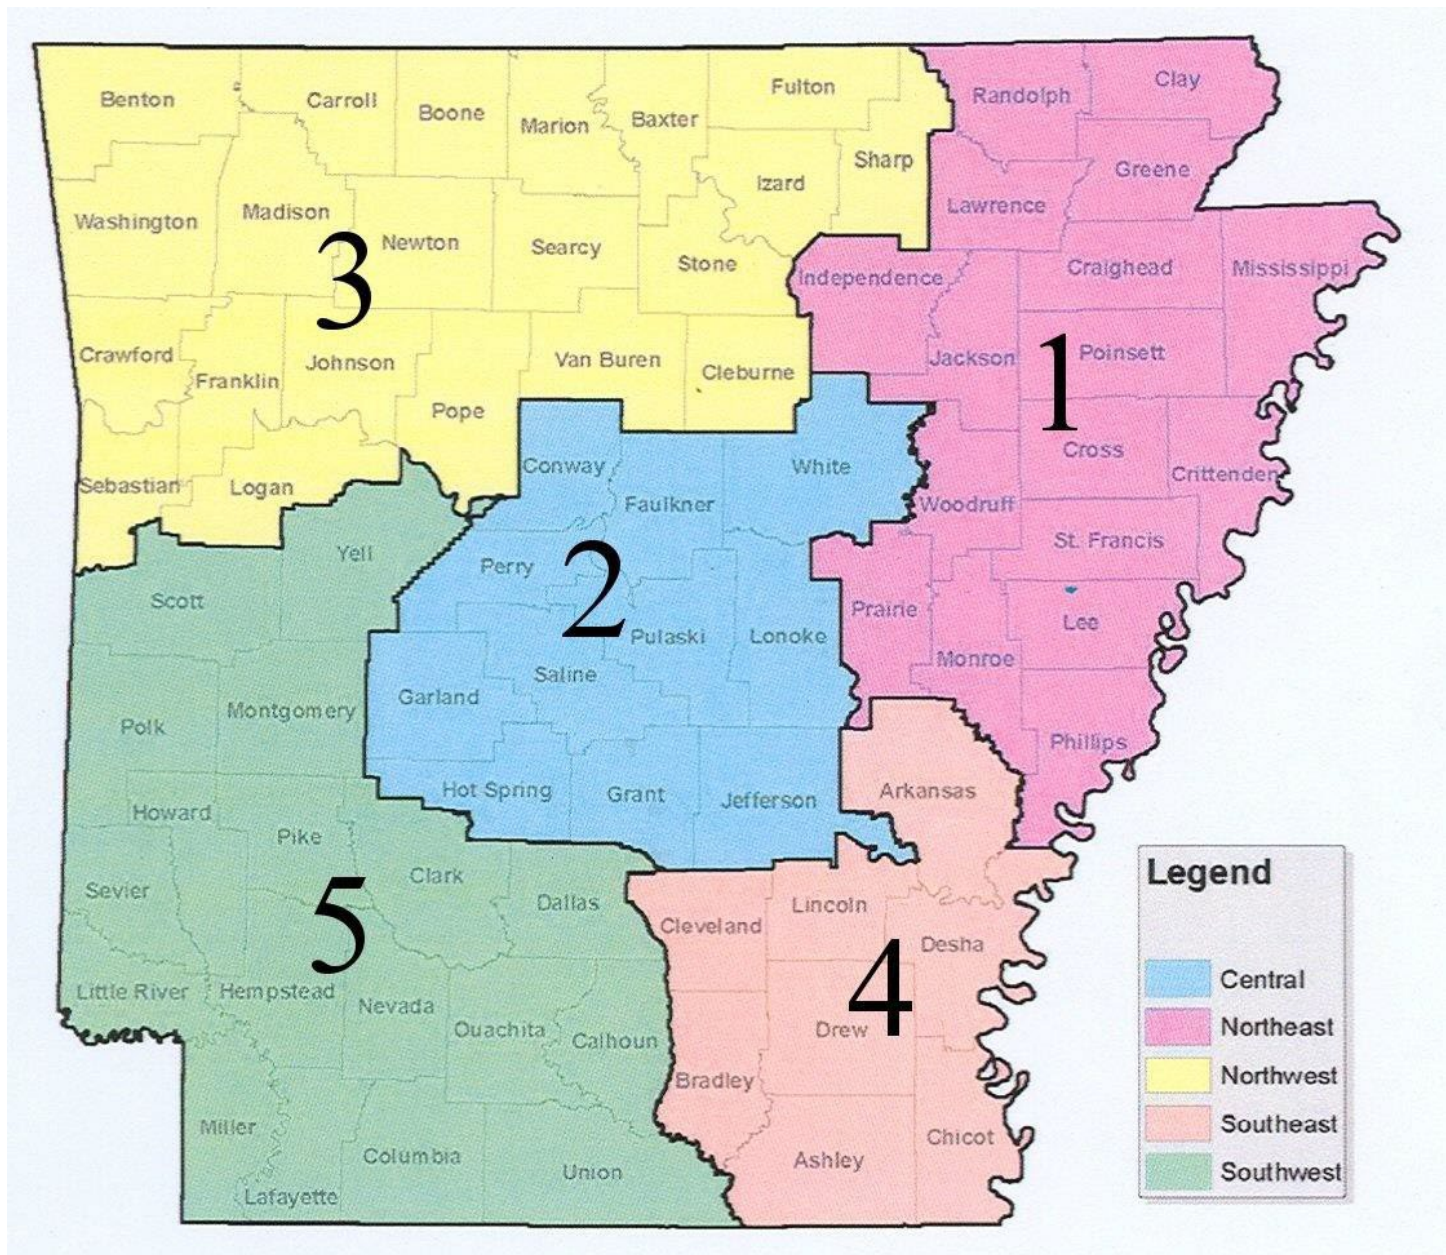 Benton
Carroll
Boone
Marion
Baxter
Fulton
Sharp
Izard
Washington
Madison
Newton
Searcy
Stone
3
Crawford
Franklin
Johnson
Pope
Van Buren
Cleburne
Sebastian
Logan
Randolph
Clay
Greene
Lawrence
Independence
Craighead
Mississippi
Jackson
1
Poinsett
Cross
Crittenden
Woodruff
St. Francis
Prairie
Lee
Monroe
Phillips
Conway
Faulkner
White
Perry
2
Pulaski
Lonoke
Saline
Garland
Hot Spring
Grant
Jefferson
Yell
Scott
Polk
Montgomery
Howard
Pike
Clark
Sevier
5
Dallas
Little River
Hempstead
Nevada
Ouachita
Calhoun
Miller
Columbia
Union
Lafayette
Arkansas
Lincoln
Cleveland
Desha
4
Drew
Bradley
Chicot
Ashley
Legend
Central
Northeast
Northwest
Southeast
Southwest